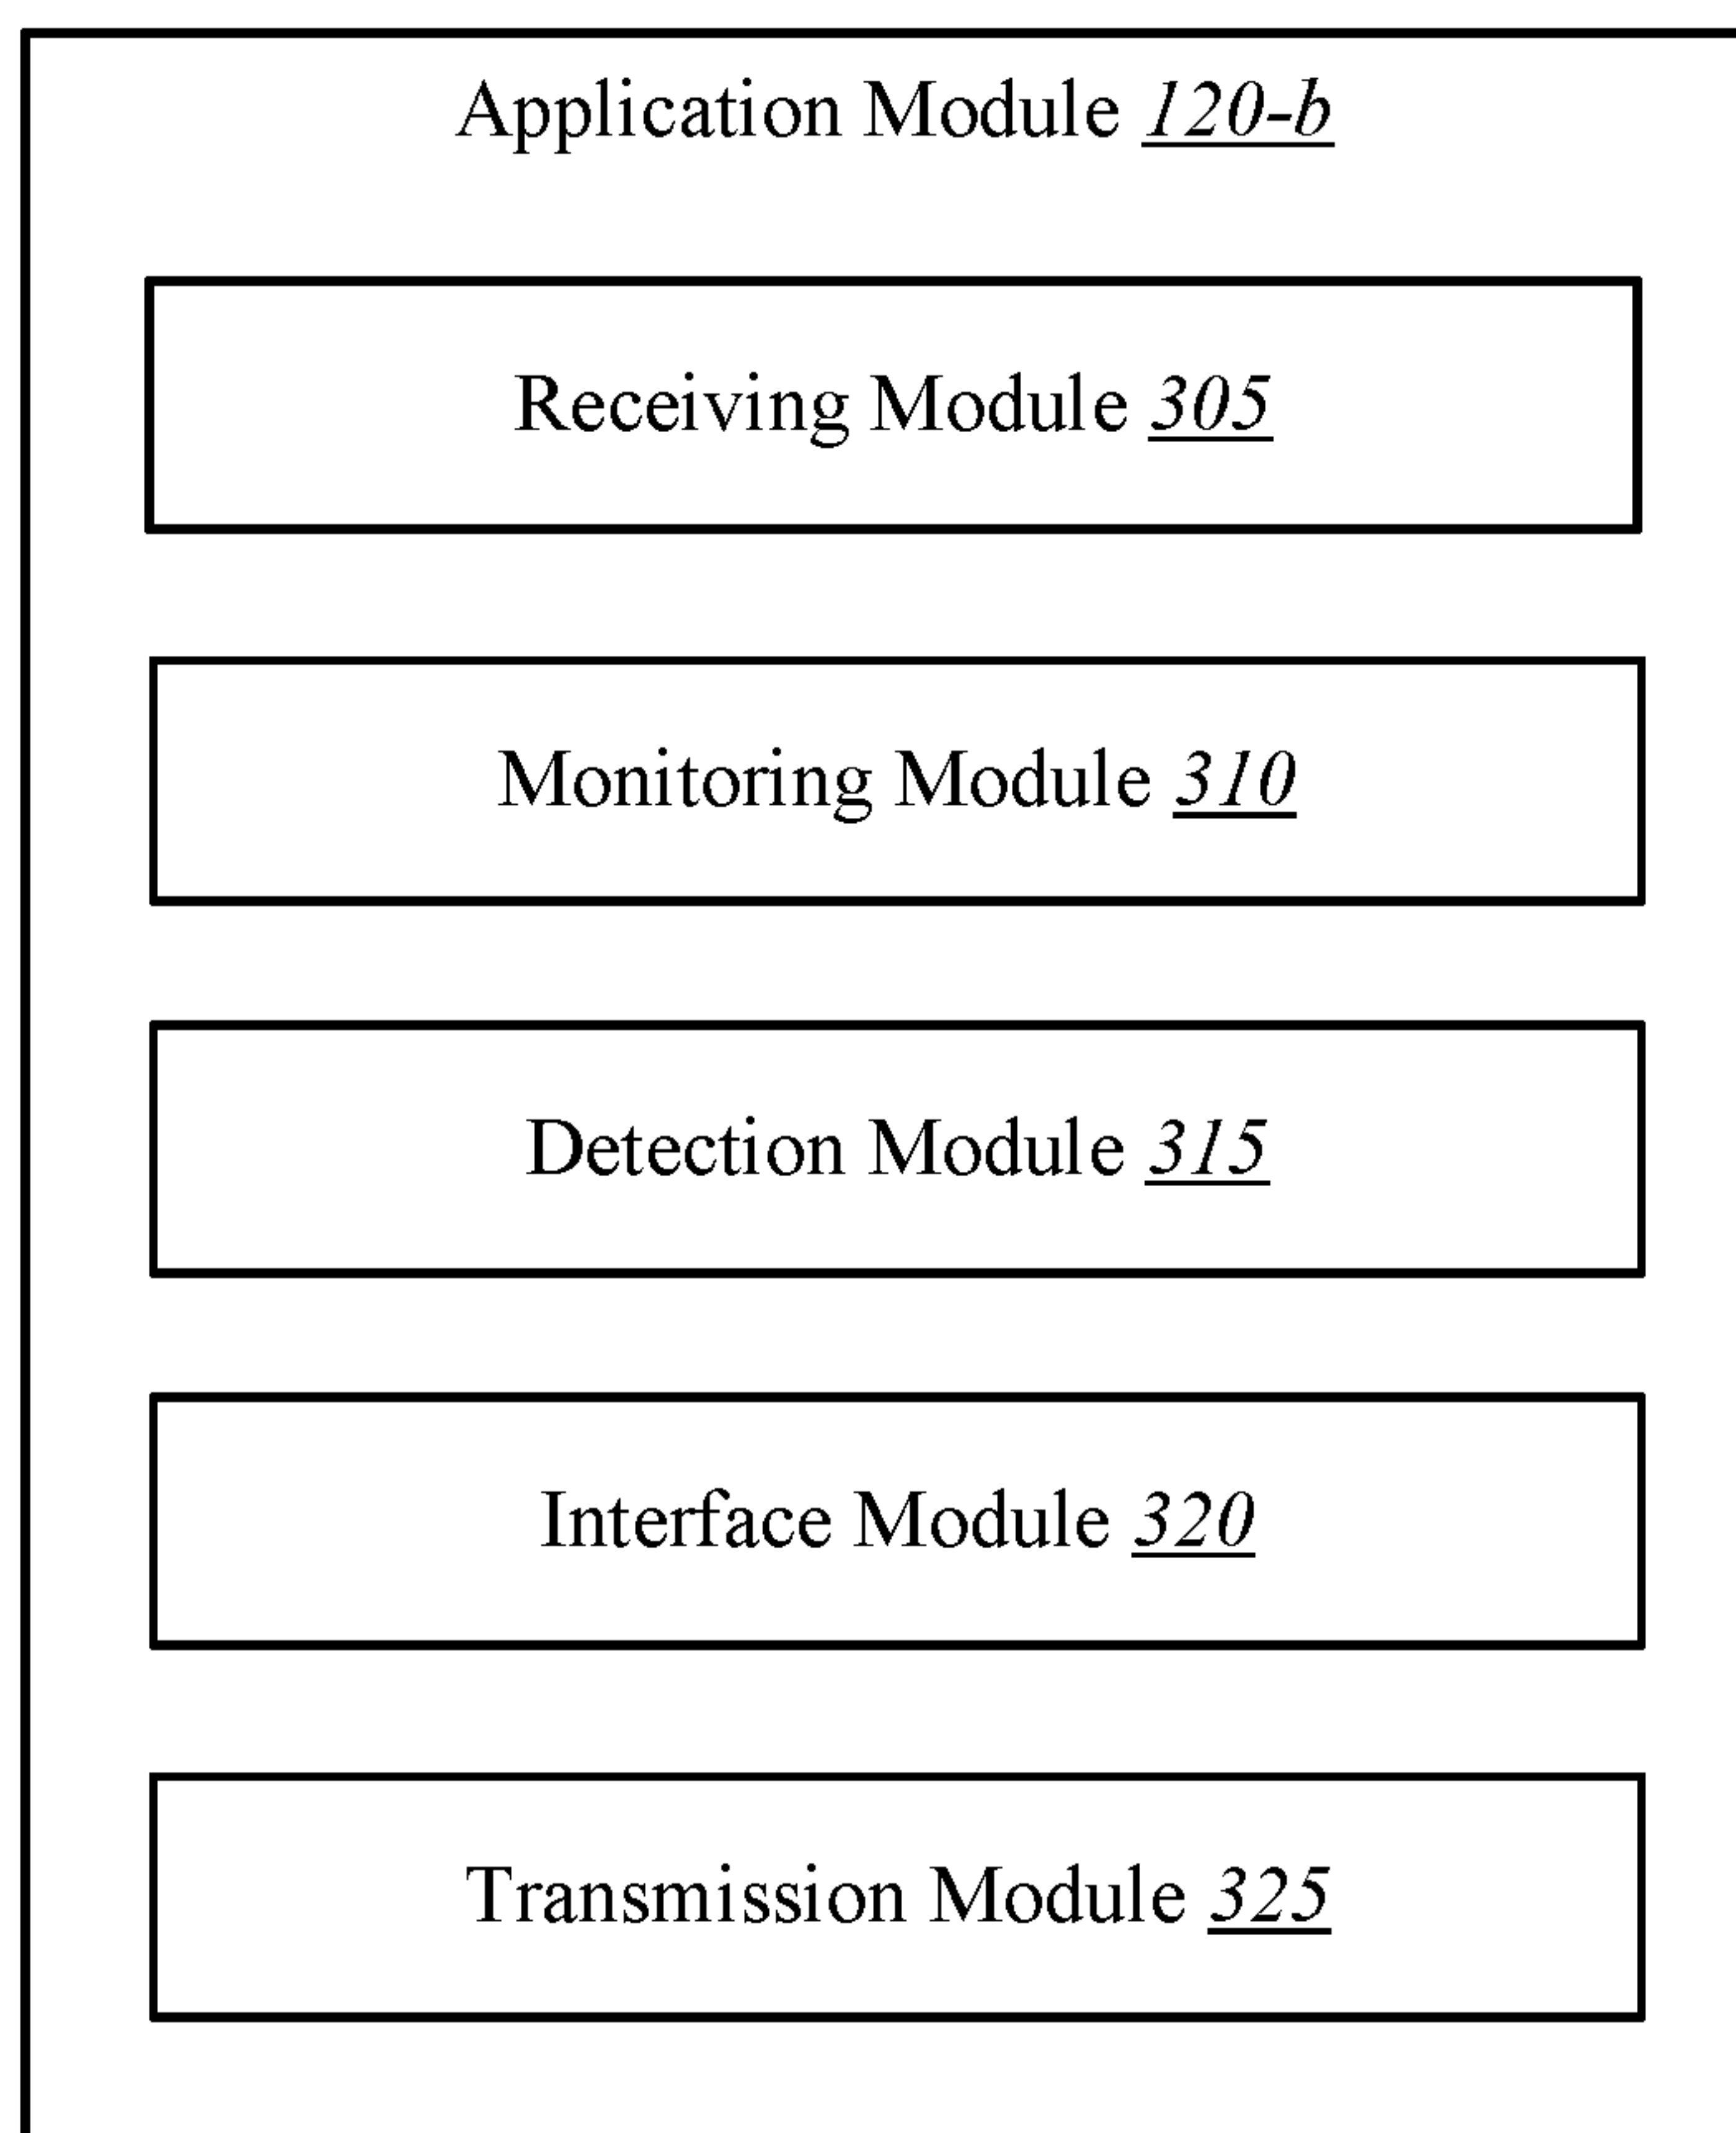 Application Module 120-b
Receiving Module 305
Monitoring Module 310
Detection Module 315
Interface Module 320
Transmission Module 325